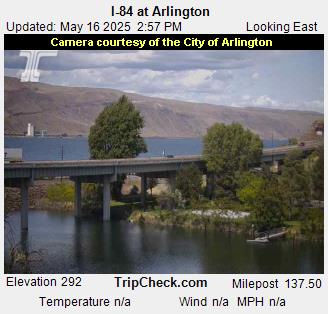 I-84 at Arlington
Updated: May 16 2025 2:57 PM Looking East
Camera courtesy of the City of Arlington
Elevation 292 TripCheck.com Milepost 137.50
Temperature n/a Wind n/a MPH n/a